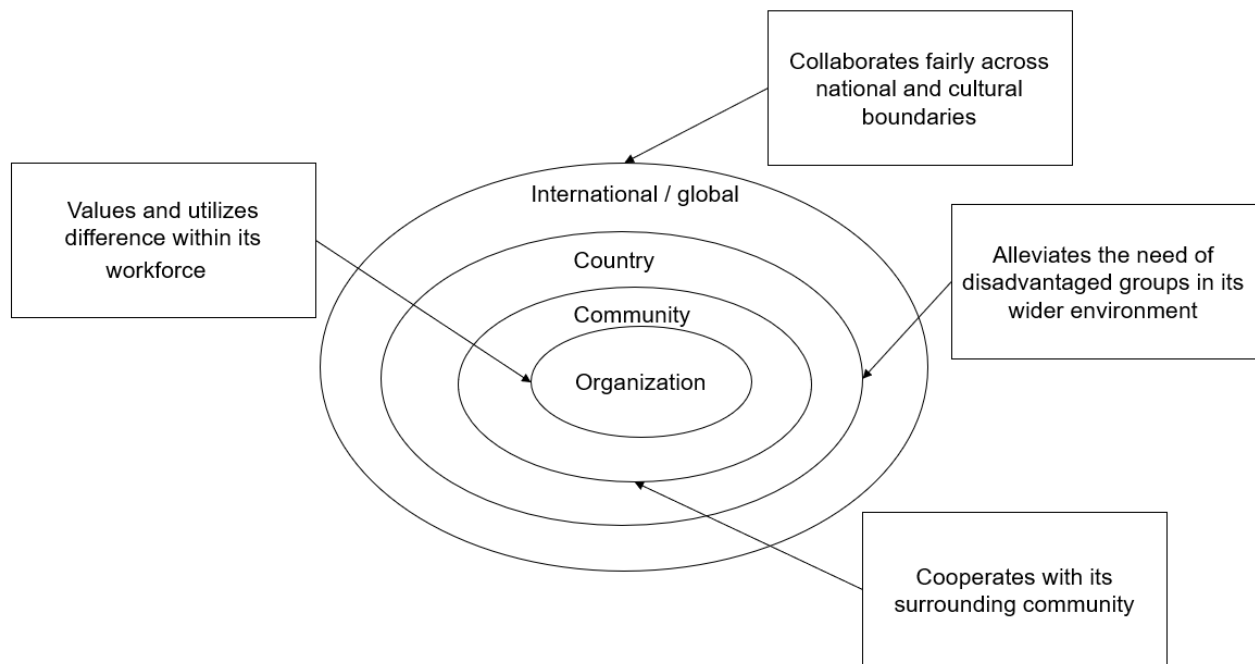 Collaborates fairly across
national and cultural
boundaries
Values and utilizes
difference within its
workforce
International / global
Country
Community
Organization
Alleviates the need of
disadvantaged groups in its
wider environment
Cooperates with its
surrounding community